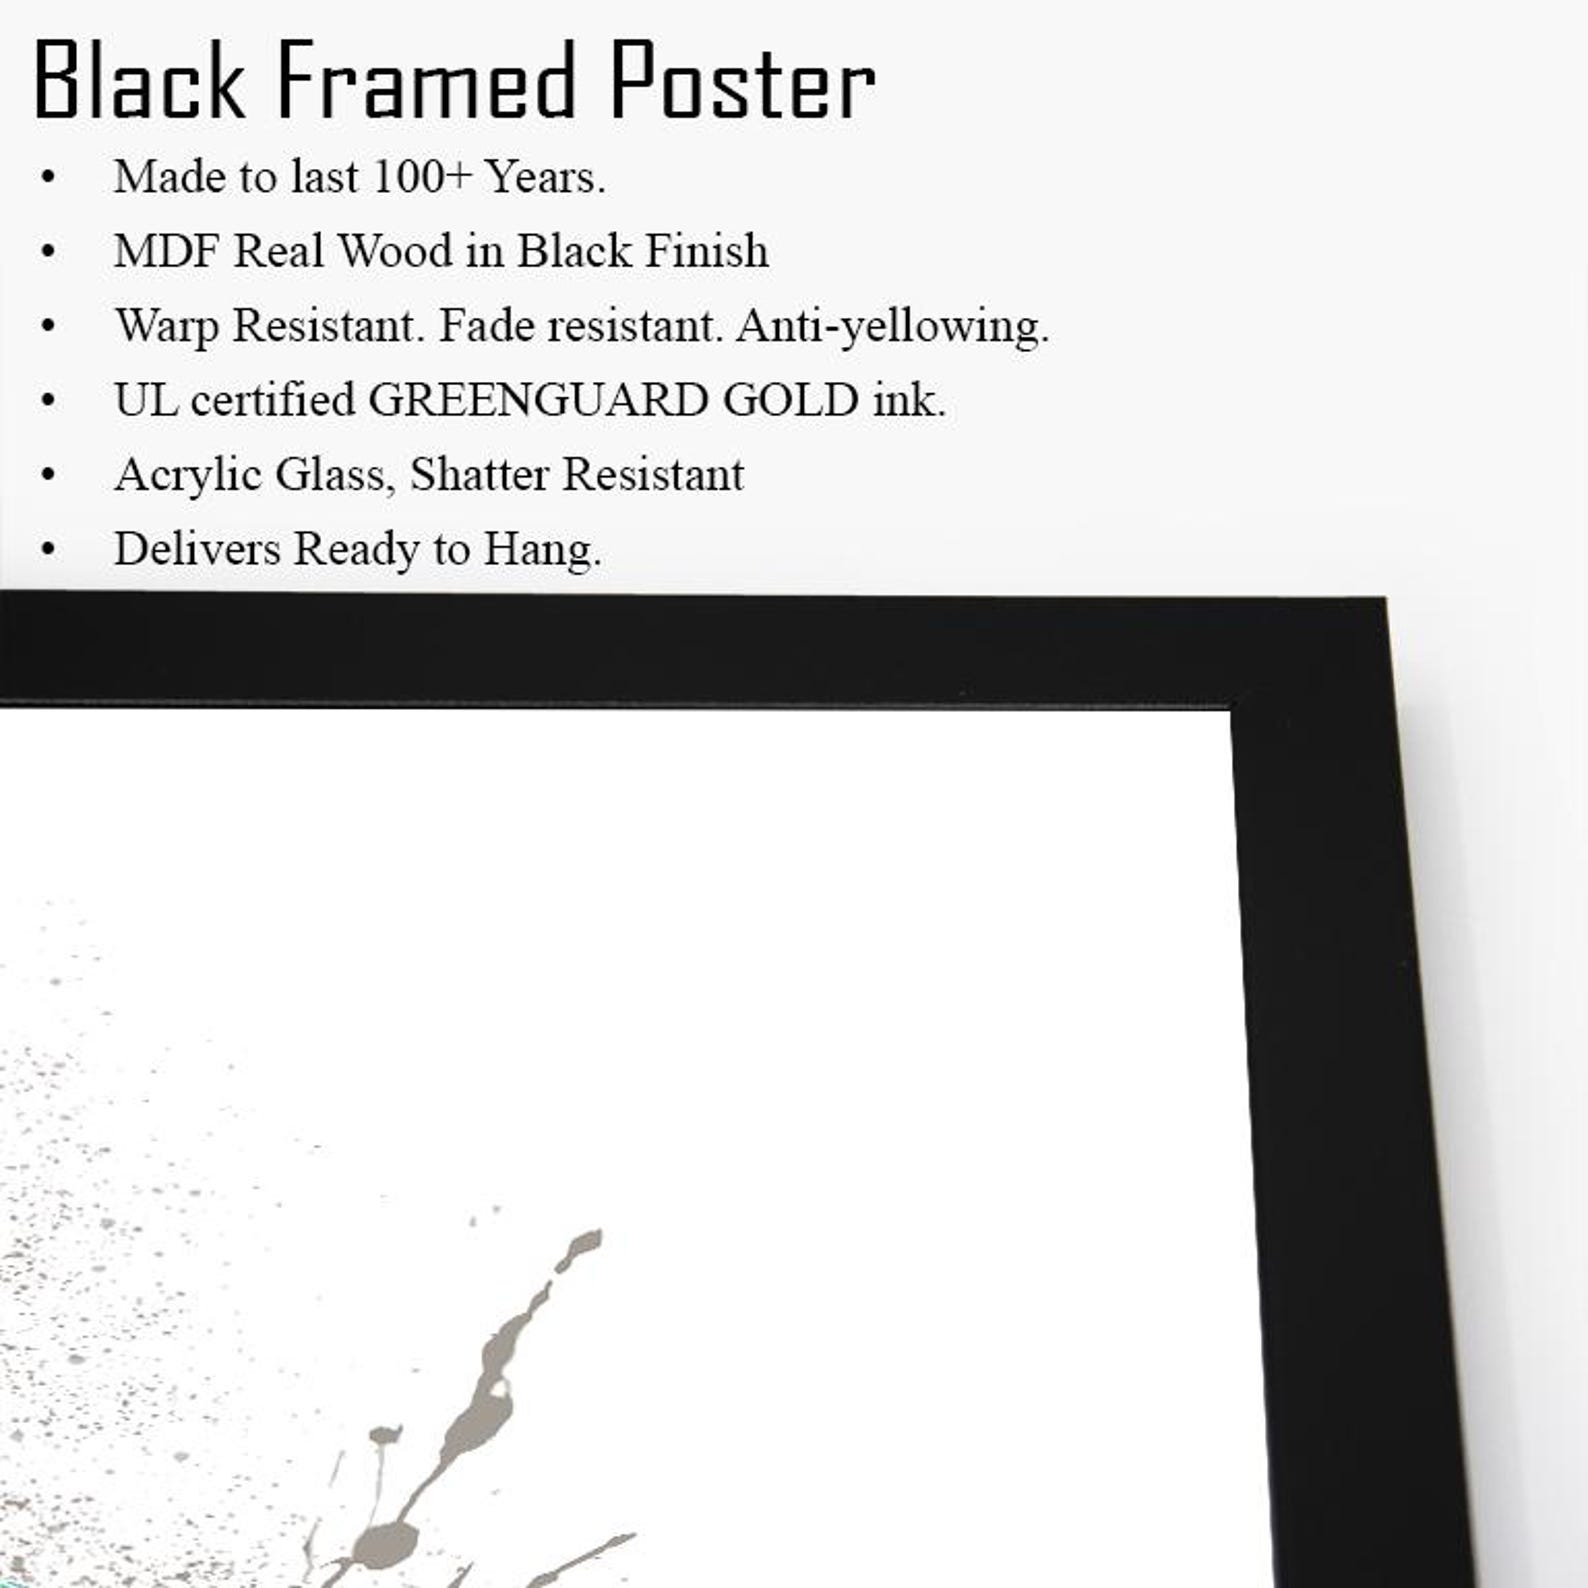 Black Framed Poster
• Made to last 100+ Years.
• MDF Real Wood in Black Finish
• Warp Resistant. Fade resistant. Anti-yellowing.
• UL certified GREENGUARD GOLD ink.
• Acrylic Glass, Shatter Resistant
• Delivers Ready to Hang.